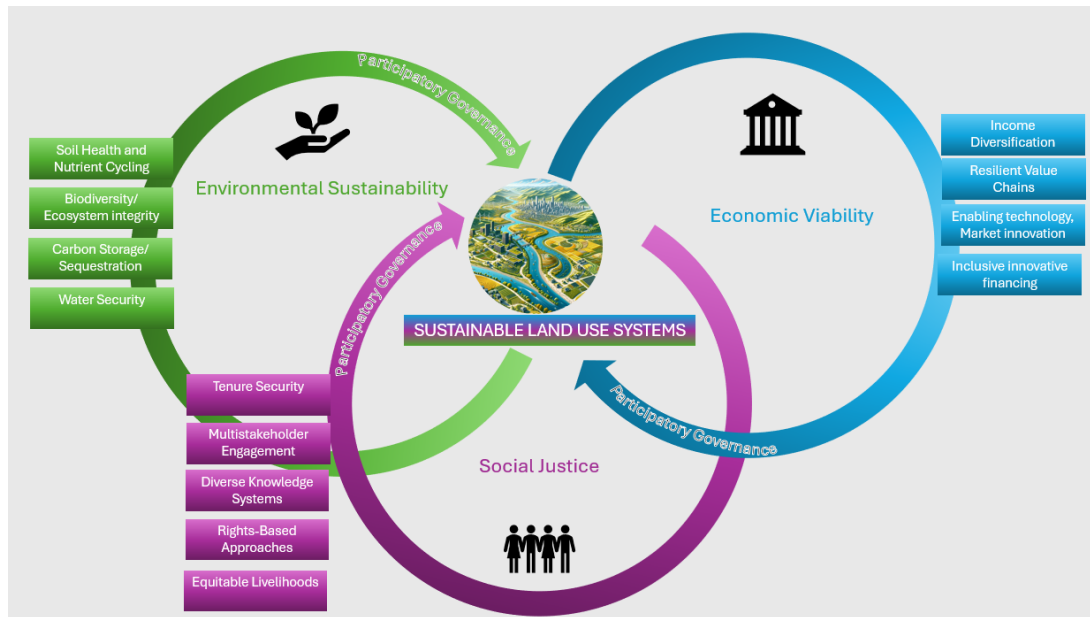 Participatory Governance
Environmental Sustainability
Soil Health and
Nutrient Cycling
Biodiversity/
Ecosystem integrity
Carbon Storage/
Sequestration
Water Security
Economic Viability
Income
Diversification
Resilient Value
Chains
Enabling technology,
Market innovation
Inclusive innovative
financing
Participatory Governance
SUSTAINABLE LAND USE SYSTEMS
Participatory Governance
Social Justice
Tenure Security
Multistakeholder
Engagement
Diverse Knowledge
Systems
Rights-Based
Approaches
Equitable Livelihoods